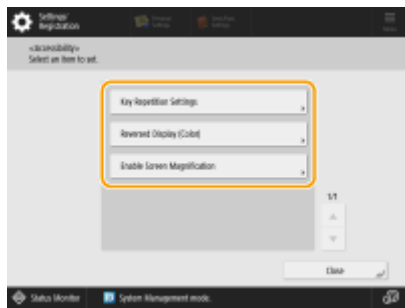 Settings/
Registration
<Accessibility>
Select an item to set.
Key Repetition Settings
Reversed Display (Color)
Enable Screen Magnification
1/1
Close
Status Monitor
System Management mode.